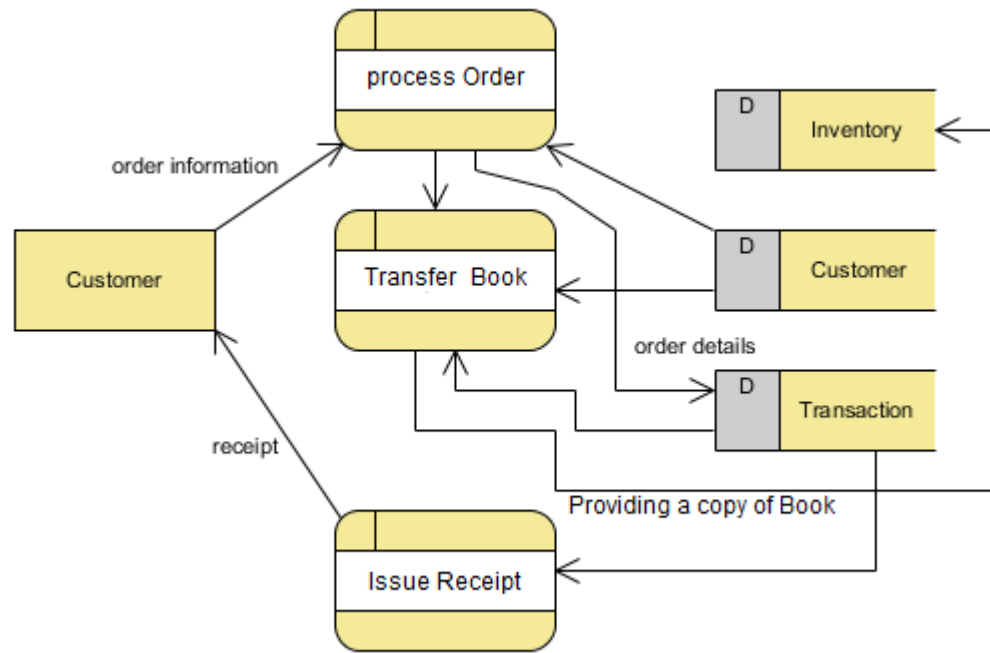 process Order
D
Inventory
order information
D
Customer
Customer
Transfer  Book
order details
D
Transaction
receipt
Providing a copy of Book
Issue Receipt